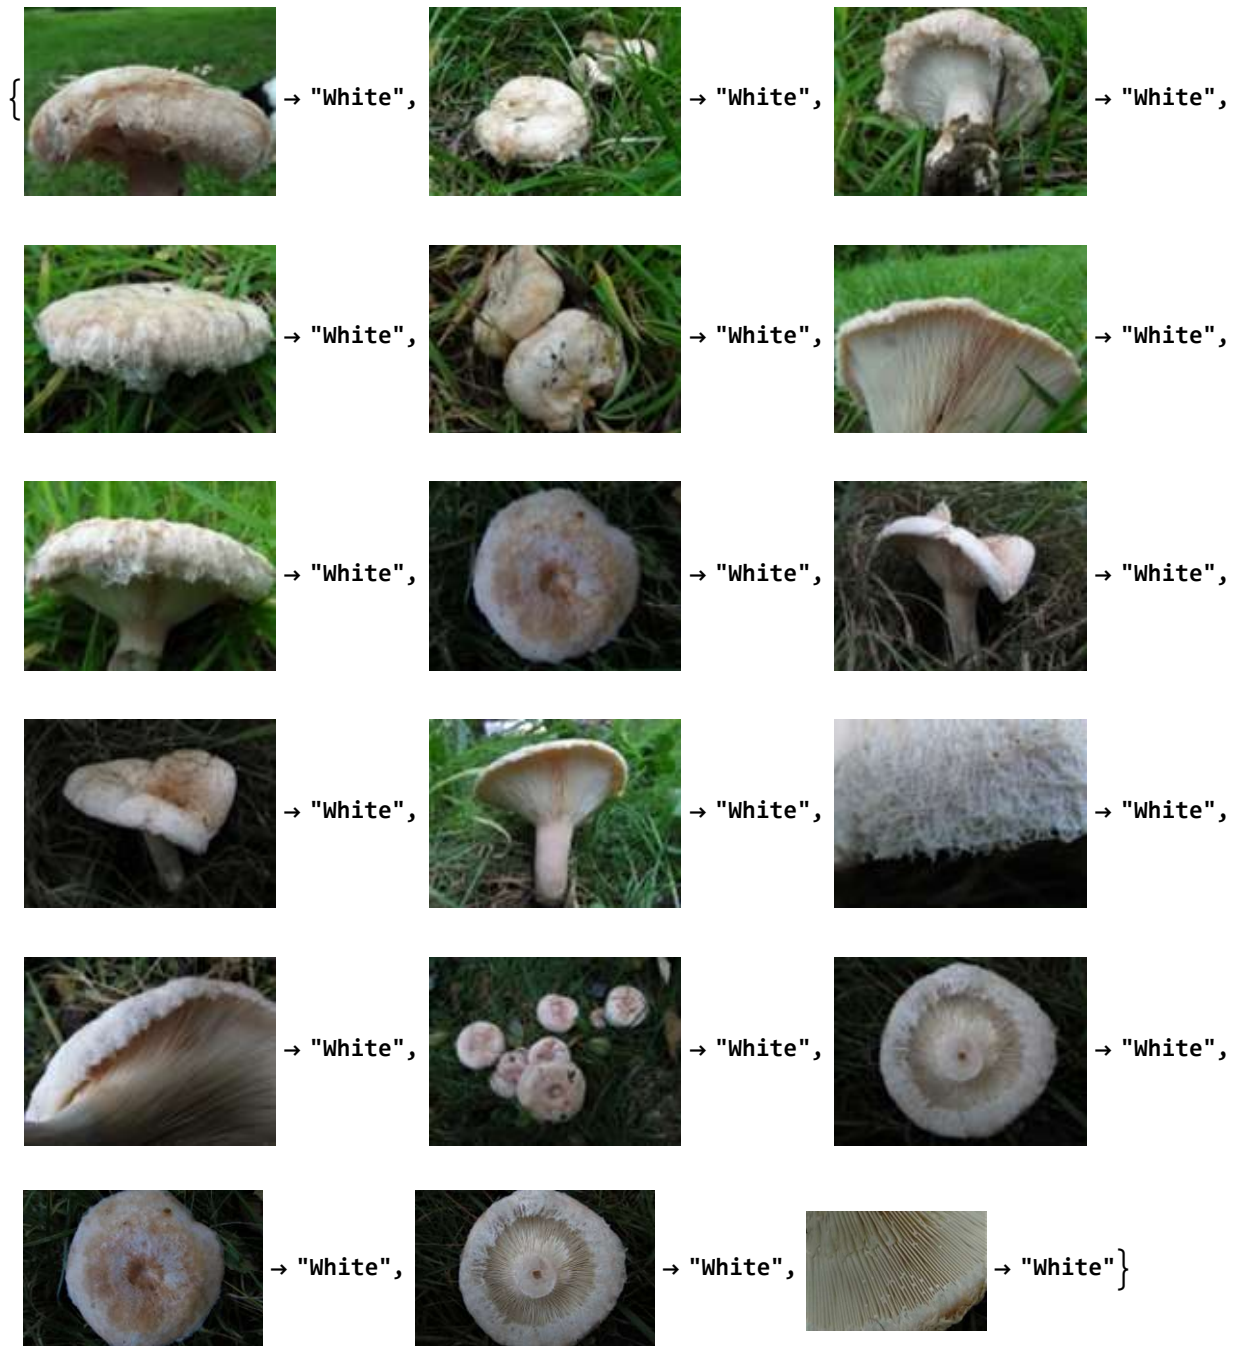 { → "White", → "White", → "White",
→ "White", → "White", → "White",
→ "White", → "White", → "White",
→ "White", → "White", → "White",
→ "White", → "White", → "White",
→ "White", → "White", → "White"}